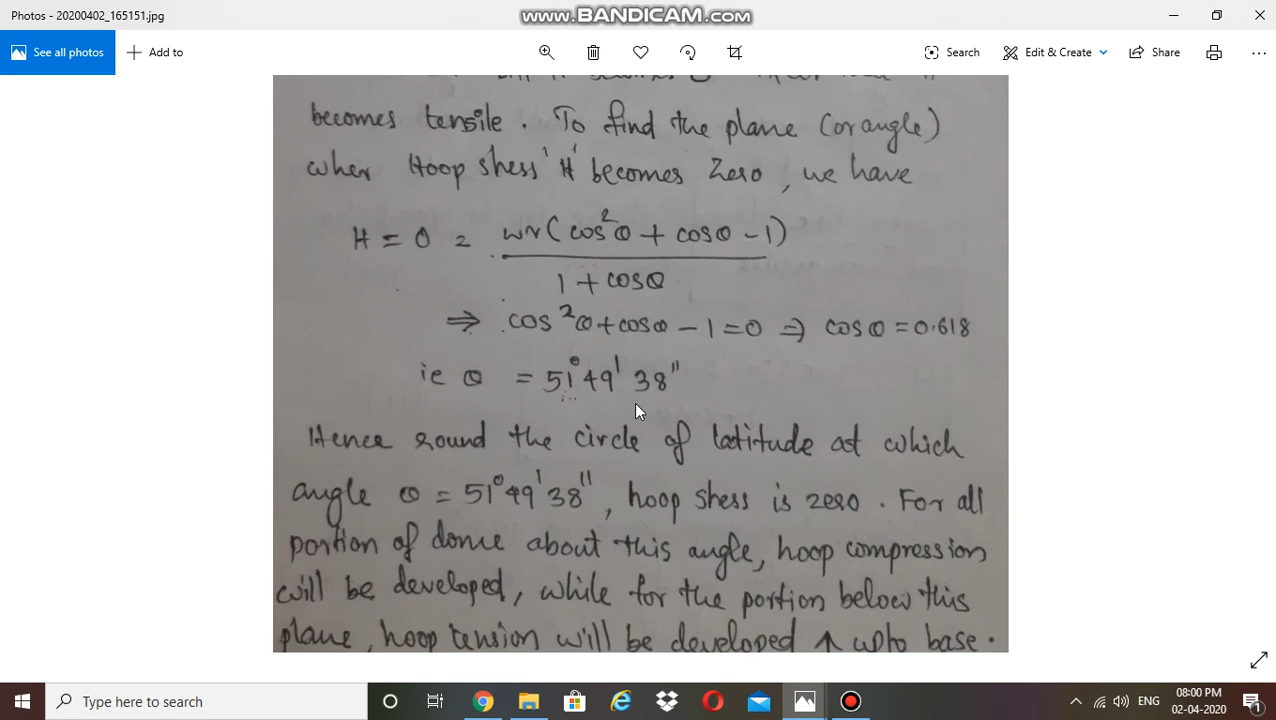 Photos - 20200402_165151.jpg
www.BANDICAM.com
See all photos
Add to
Search
Edit & Create
Share
becomes tensile. To find the plane (or angle)
when Hoop stress 'H' becomes Zero, we have
H = 0 = wr(cos²θ + cosθ - 1)
1 + cosθ
⇒ cos²θ + cosθ - 1 = 0 ⇒ cosθ = 0.618
ie θ = 51° 49' 38"
Hence round the circle of latitude at which
angle θ = 51° 49' 38", hoop stress is zero. For all
portion of dome about this angle, hoop compression
will be developed, while for the portion below this
plane, hoop tension will be developed ↑ upto base.
Type here to search
ENG
08:00 PM
02-04-2020
1